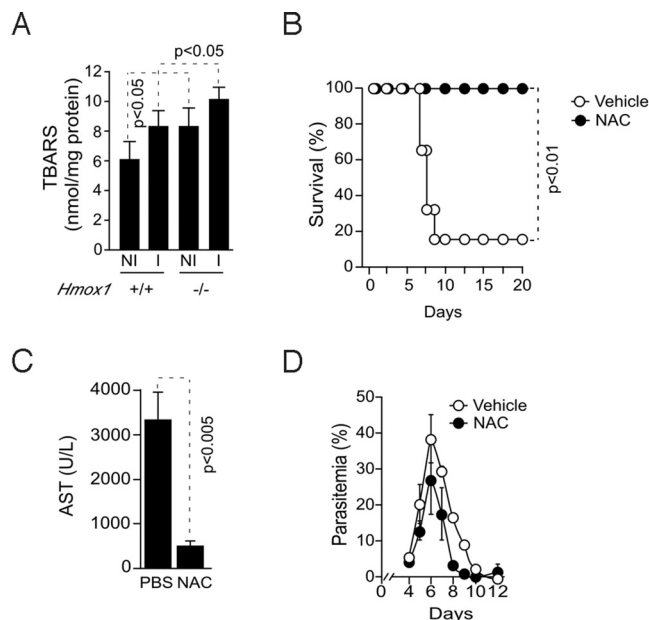 A
p<0.05
p<0.05
TBARS
(nmol/mg protein)
12
10
8
6
4
2
0
NI I NI I
Hmox1 +/+ -/-
B
Survival (%)
100
80
60
40
20
0
0 5 10 15 20
Days
Vehicle
NAC
p<0.01
C
AST (U/L)
4000
3000
2000
1000
0
PBS NAC
p<0.005
D
Parasitemia (%)
50
40
30
20
10
0
0 4 6 8 10 12
Days
Vehicle
NAC